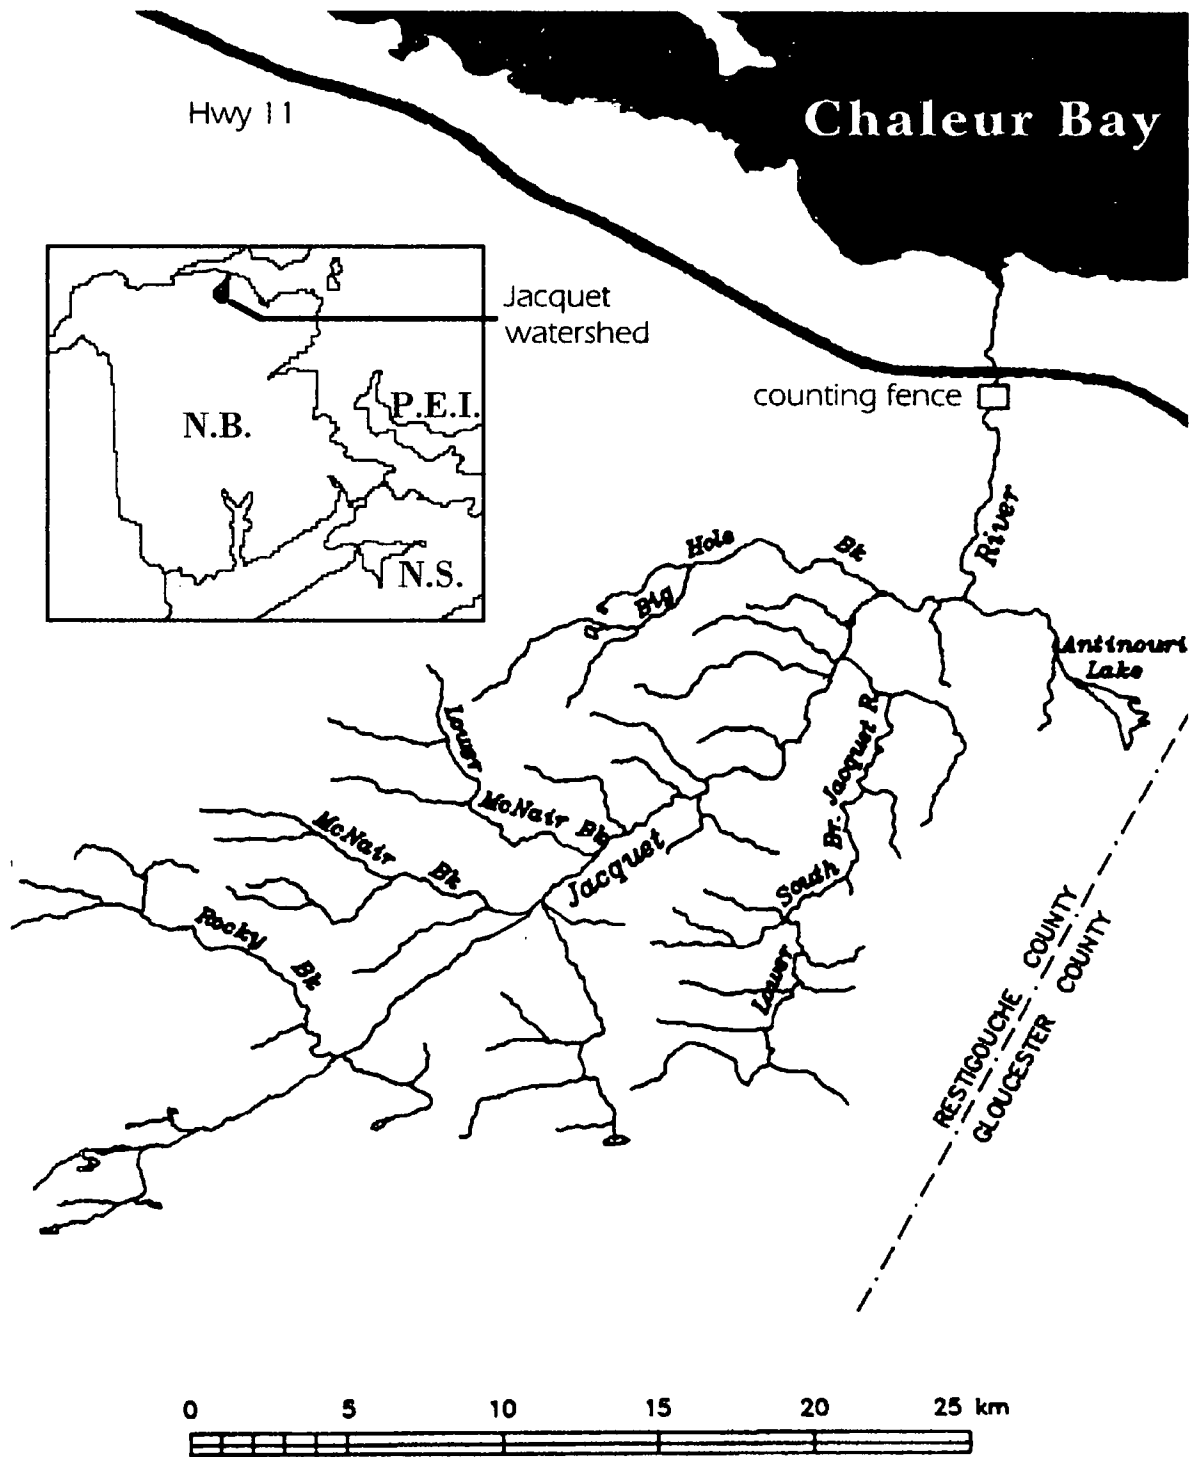 Chaleur Bay
Hwy 11
Jacquet
watershed
counting fence
N.B.
P.E.I.
N.S.
River
Big Hole Bk
Antinouri
Lake
Lower McNair Bk
McNair Bk
Jacquet
South Br. Jacquet R.
Lower
Rocky Bk
RESTIGOUCHE COUNTY
GLOUCESTER COUNTY
0 5 10 15 20 25 km